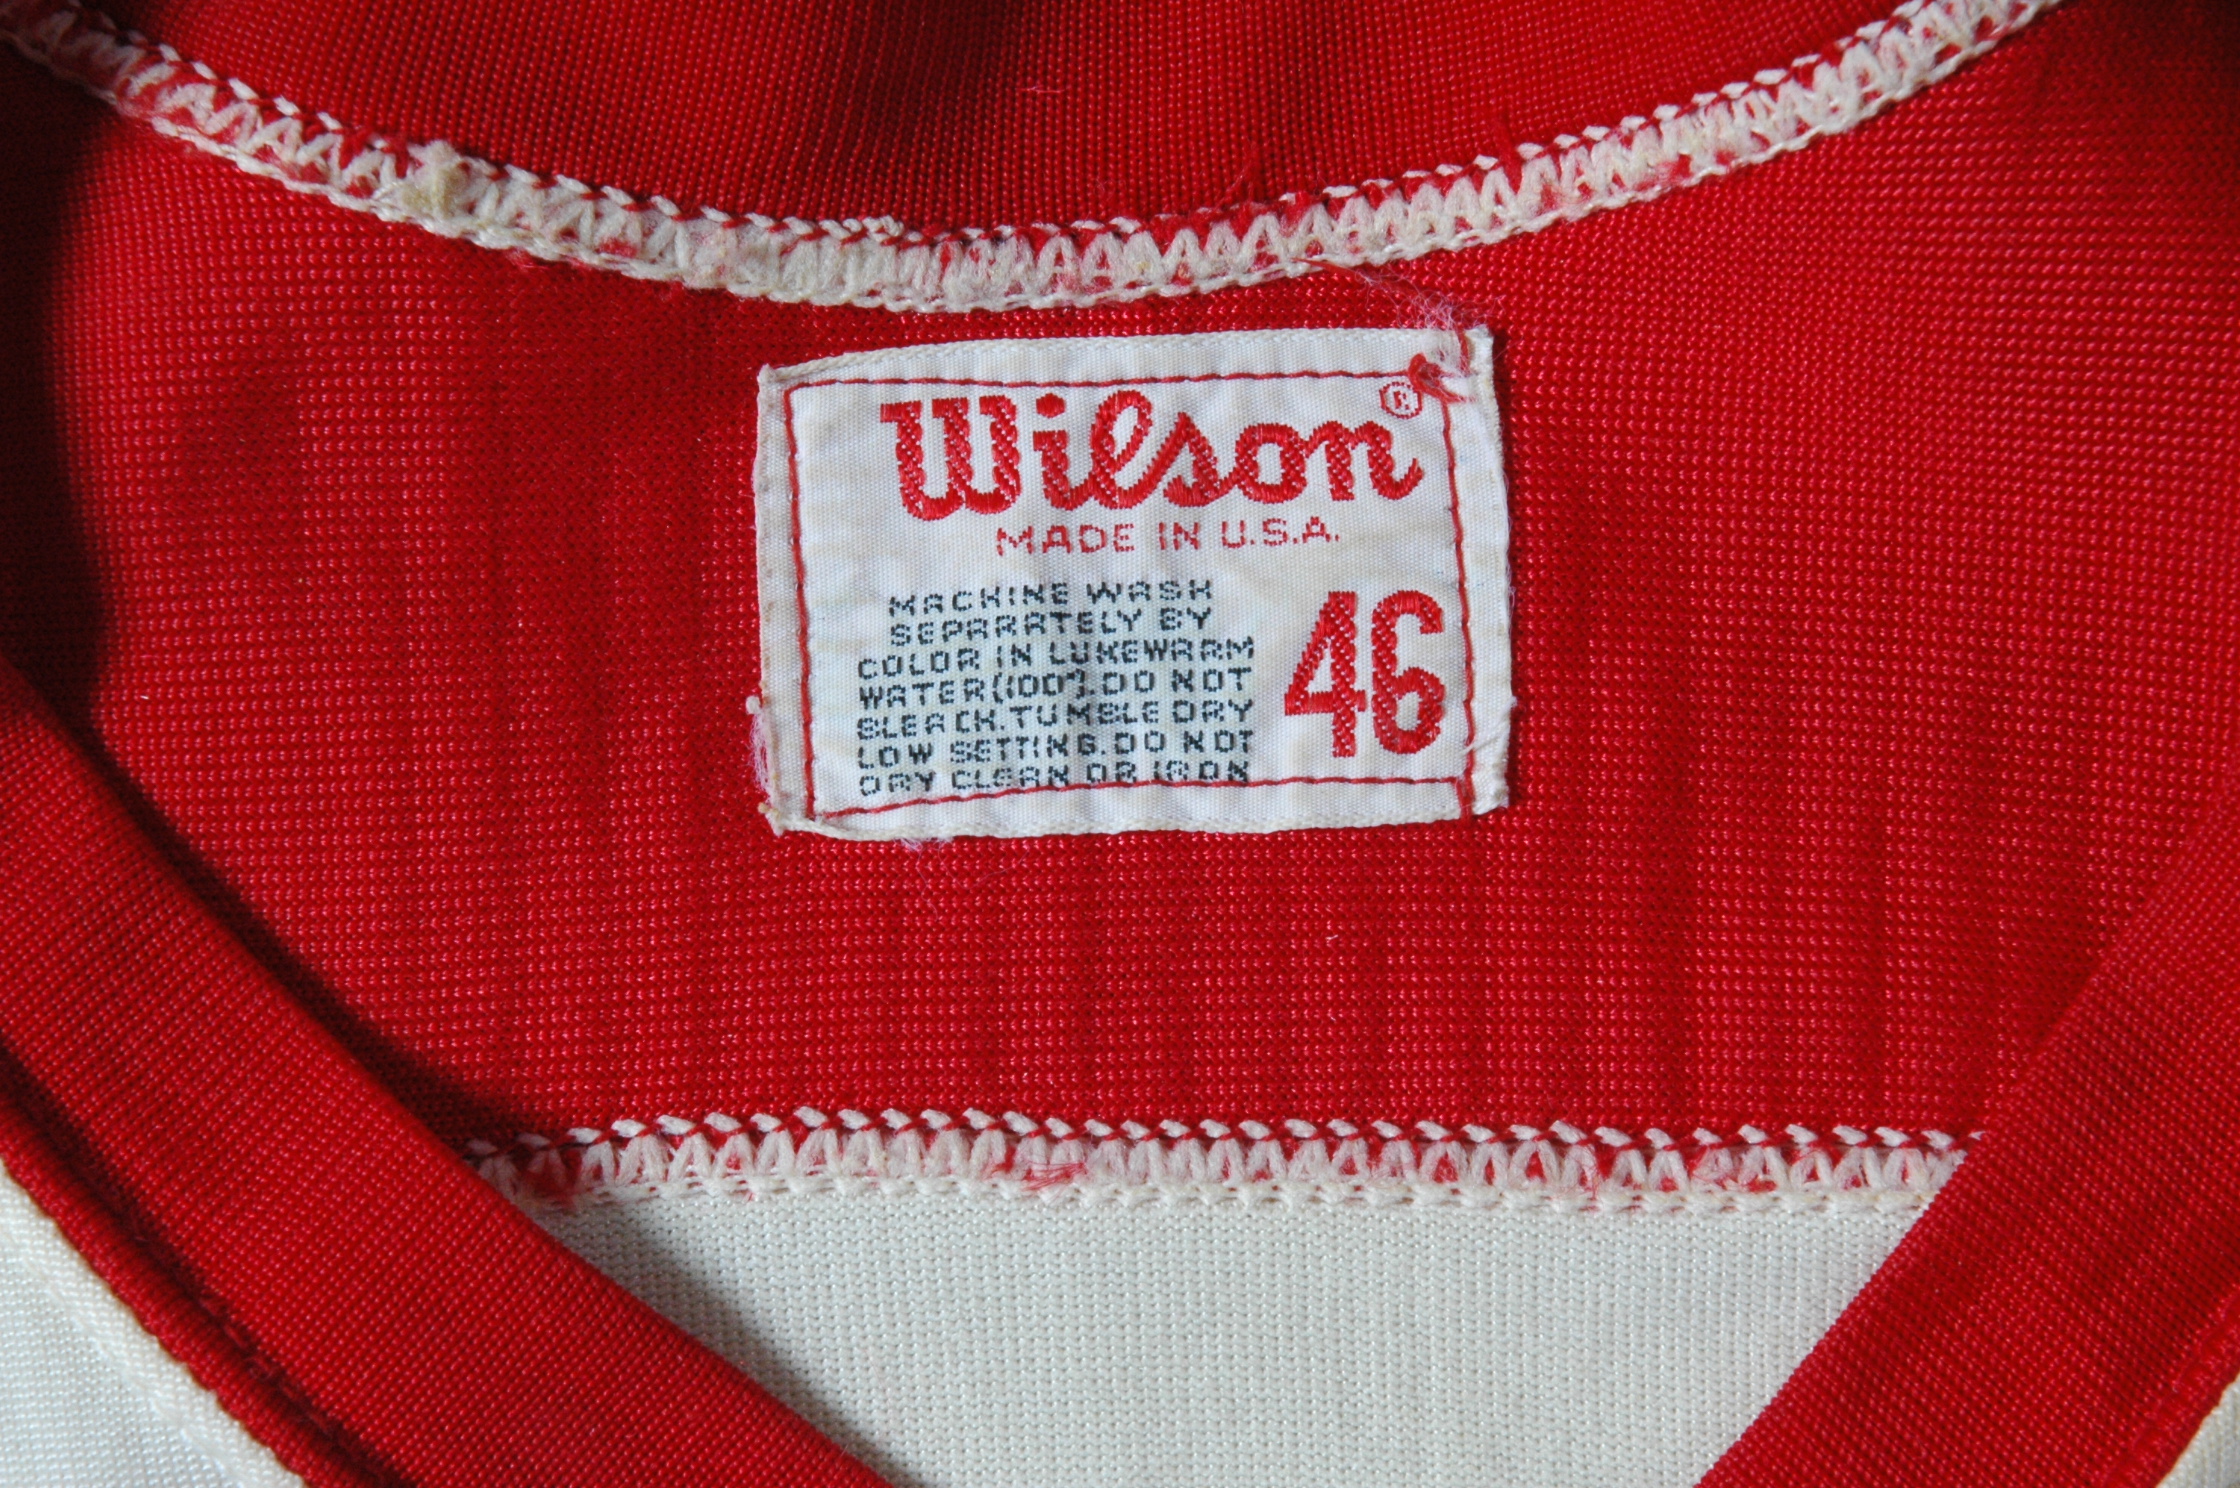 Wilson®
MADE IN U.S.A.
MACHINE WASH
SEPARATELY BY
COLOR IN LUKEWARM
WATER(100°).DO NOT
BLEACH.TUMBLE DRY
LOW SETTING.DO NOT
DRY CLEAN OR IRON
46